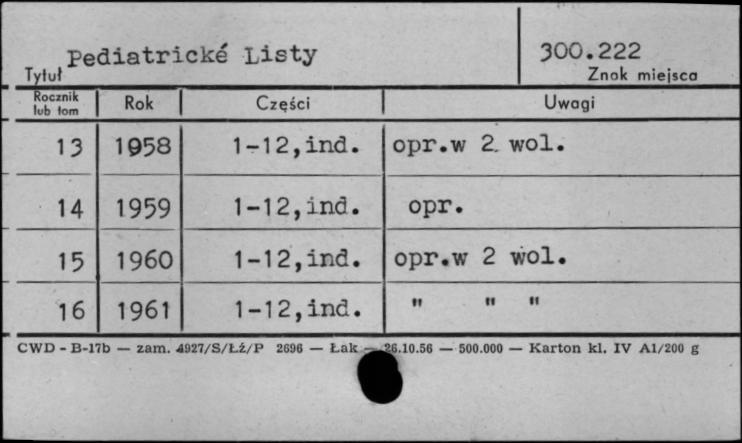 Tytuł Pediatrické Listy 300.222
Znak miejsca
Rocznik lub tom Rok Części Uwagi
13 1958 1-12,ind. opr.w 2 wol.
14 1959 1-12,ind. opr.
15 1960 1-12,ind. opr.w 2 wol.
16 1961 1-12,ind. " " "
CWD - B-17b — zam. 4927/S/Łź/P 2696 — Łak — 26.10.56 — 500.000 — Karton kl. IV A1/200 g